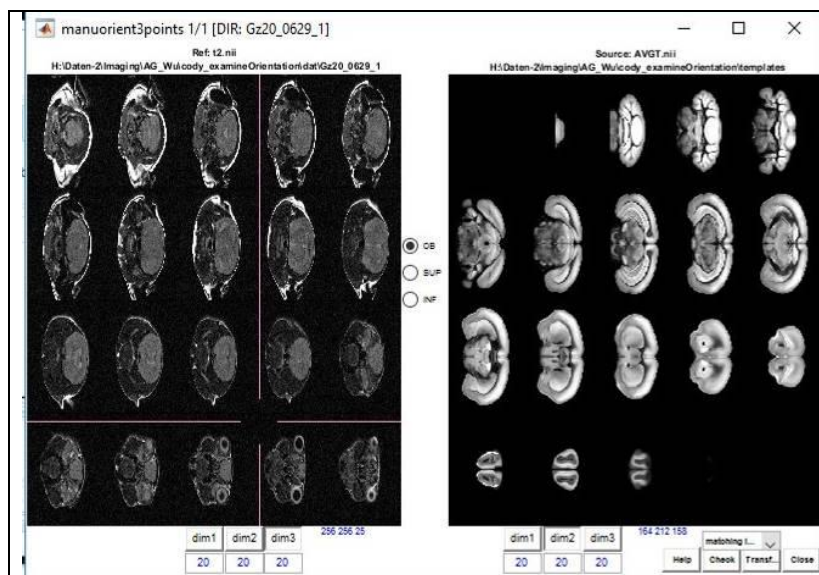 manuorient3points 1/1 [DIR: Gz20_0629_1]
Ref: t2.nii
H:\Daten-2\Imaging\AG_Wu\cody_examineOrientation\dat\Gz20_0629_1
Source: AVGT.nii
H:\Daten-2\Imaging\AG_Wu\cody_examineOrientation\templates
OB
SUP
INF
dim1 dim2 dim3
256 256 25
20 20 20
dim1 dim2 dim3
164 212 158
20 20 20
matching l...
Help Check Transf... Close